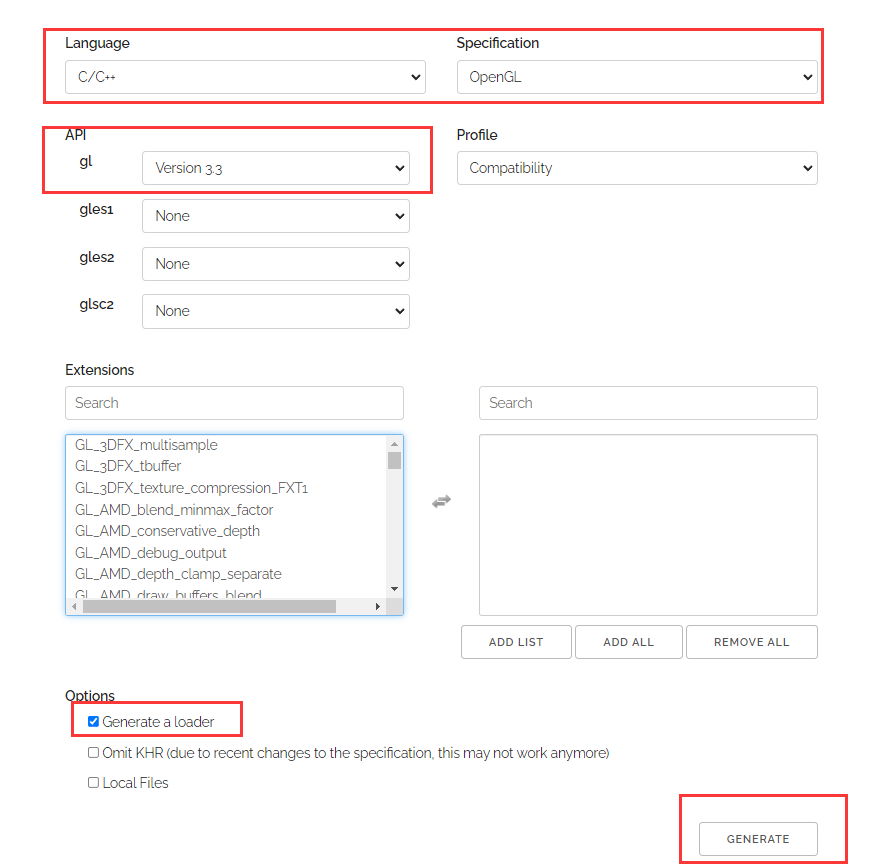 Language Specification
C/C++ OpenGL
API Profile
gl Version 3.3 Compatibility
gles1 None
gles2 None
glsc2 None
Extensions
Search Search
GL_3DFX_multisample
GL_3DFX_tbuffer
GL_3DFX_texture_compression_FXT1
GL_AMD_blend_minmax_factor
GL_AMD_conservative_depth
GL_AMD_debug_output
GL_AMD_depth_clamp_separate
GL_AMD_draw_buffers_blend
ADD LIST ADD ALL REMOVE ALL
Options
Generate a loader
Omit KHR (due to recent changes to the specification, this may not work anymore)
Local Files
GENERATE